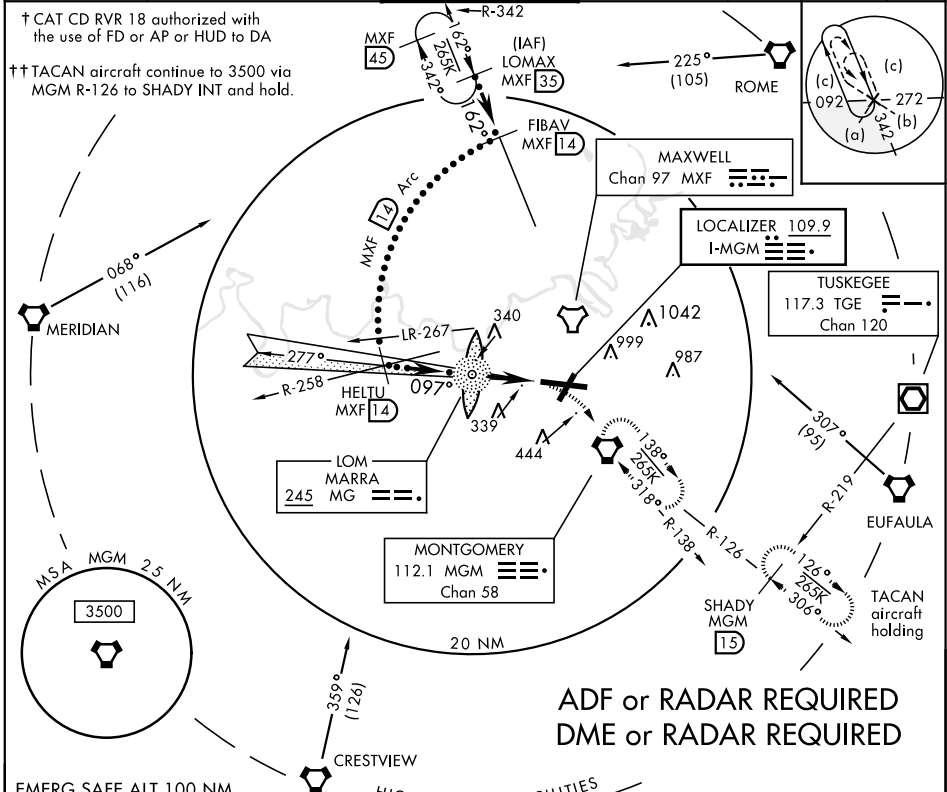 † CAT CD RVR 18 authorized with
the use of FD or AP or HUD to DA
†† TACAN aircraft continue to 3500 via
MGM R-126 to SHADY INT and hold.
R-342
MXF
45
162°
265K
342°
(IAF)
LOMAX
MXF 35
162°
FIBAV
MXF 14
225°
(105)
ROME
(c)
(c)
092
272
(a)
(b)
342
MAXWELL
Chan 97 MXF
MXF 14 Arc
LOCALIZER 109.9
I-MGM
TUSKEGEE
117.3 TGE
Chan 120
068°
(116)
MERIDIAN
LR-267
340
1042
999
987
277°
R-258
097°
HELTU
MXF 14
339
444
307°
(95)
EUFAULA
LOM
MARRA
245 MG
138°
265K
318°
R-138
R-126
R-219
MONTGOMERY
112.1 MGM
Chan 58
126°
265K
306°
SHADY
MGM
15
TACAN
aircraft
holding
MSA MGM 25 NM
3500
20 NM
359°
(126)
CRESTVIEW
ADF or RADAR REQUIRED
DME or RADAR REQUIRED
EMERG SAFE ALT 100 NM